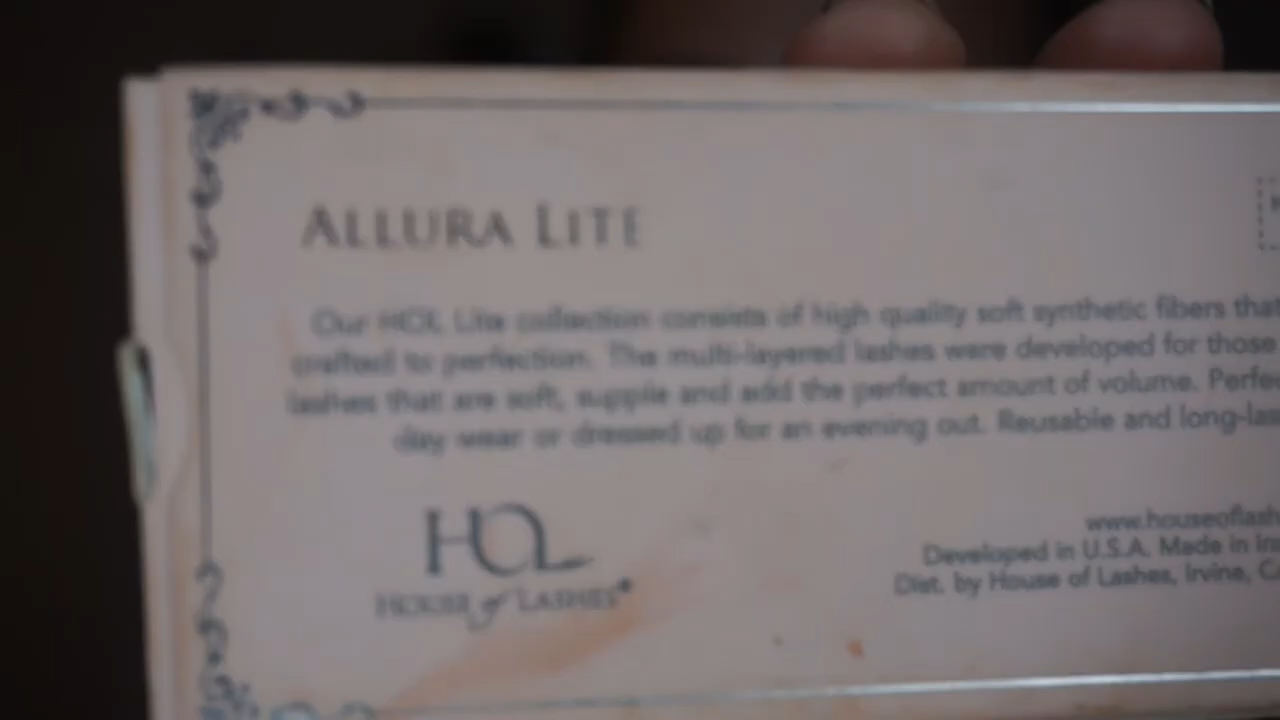 ALLURA LITE
Our HOL Lite collection consists of high quality soft synthetic fibers that
crafted to perfection. The multi-layered lashes were developed for those
lashes that are soft, supple and add the perfect amount of volume. Perfe
day wear or dressed up for an evening out. Reusable and long-las
HOL
HOUSE of LASHES®
www.houseoflash
Developed in U.S.A. Made in In
Dist. by House of Lashes, Irvine, C